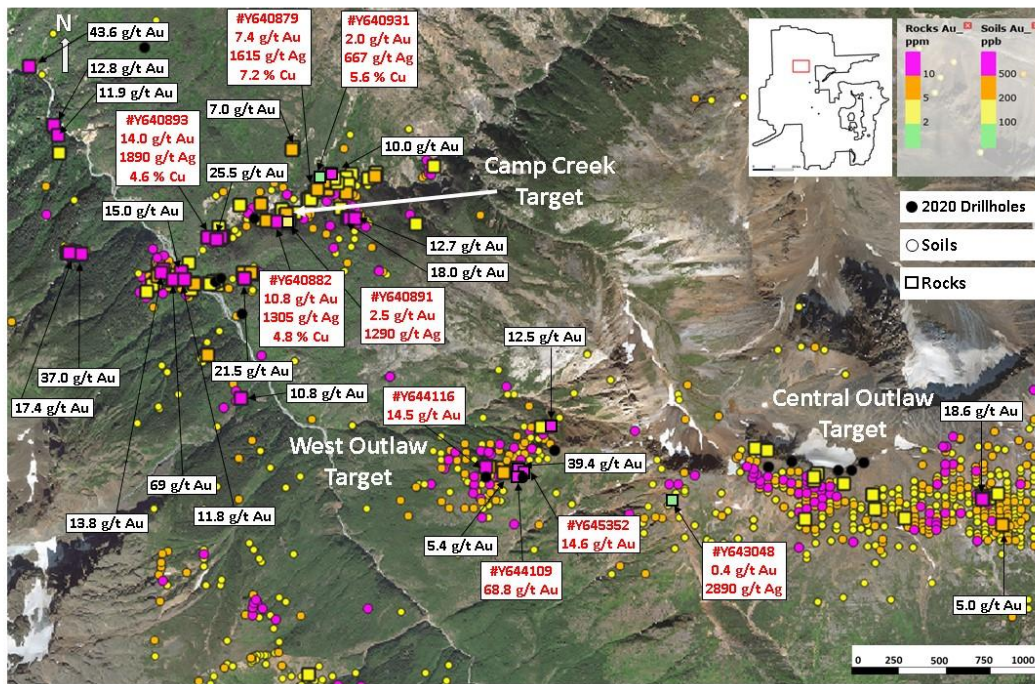 N
43.6 g/t Au
12.8 g/t Au
11.9 g/t Au
#Y640893
14.0 g/t Au
1890 g/t Ag
4.6 % Cu
15.0 g/t Au
25.5 g/t Au
7.0 g/t Au
#Y640879
7.4 g/t Au
1615 g/t Ag
7.2 % Cu
#Y640931
2.0 g/t Au
667 g/t Ag
5.6 % Cu
10.0 g/t Au
Camp Creek
Target
12.7 g/t Au
18.0 g/t Au
#Y640882
10.8 g/t Au
1305 g/t Ag
4.8 % Cu
#Y640891
2.5 g/t Au
1290 g/t Ag
Rocks Au_
ppm
10
5
2
Soils Au_
ppb
500
200
100
2020 Drillholes
Soils
Rocks
37.0 g/t Au
17.4 g/t Au
21.5 g/t Au
10.8 g/t Au
69 g/t Au
13.8 g/t Au
11.8 g/t Au
12.5 g/t Au
#Y644116
14.5 g/t Au
West Outlaw
Target
39.4 g/t Au
5.4 g/t Au
#Y645352
14.6 g/t Au
#Y644109
68.8 g/t Au
Central Outlaw
Target
18.6 g/t Au
#Y643048
0.4 g/t Au
2890 g/t Ag
5.0 g/t Au
0 250 500 750 1000